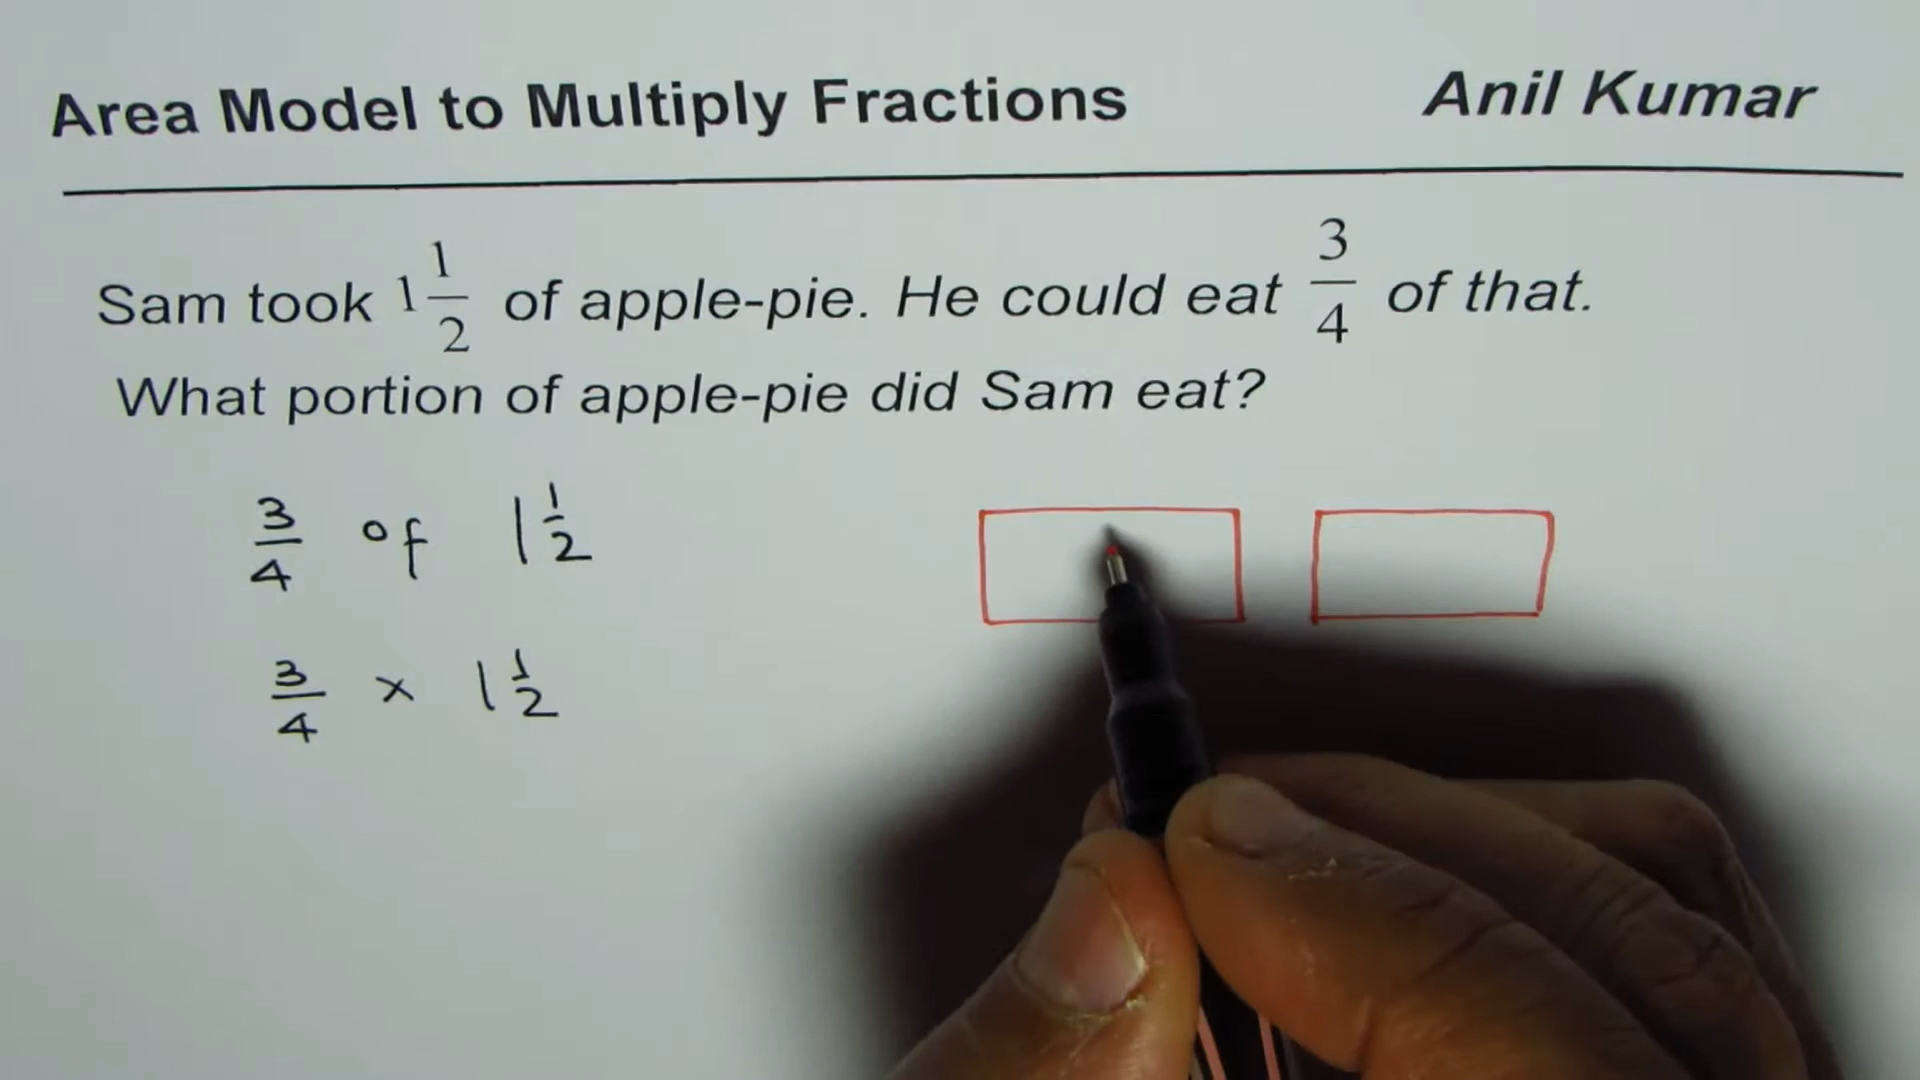 Area Model to Multiply Fractions Anil Kumar
Sam took 1 1/2 of apple-pie. He could eat 3/4 of that.
What portion of apple-pie did Sam eat?
3/4 of 1 1/2
3/4 × 1 1/2